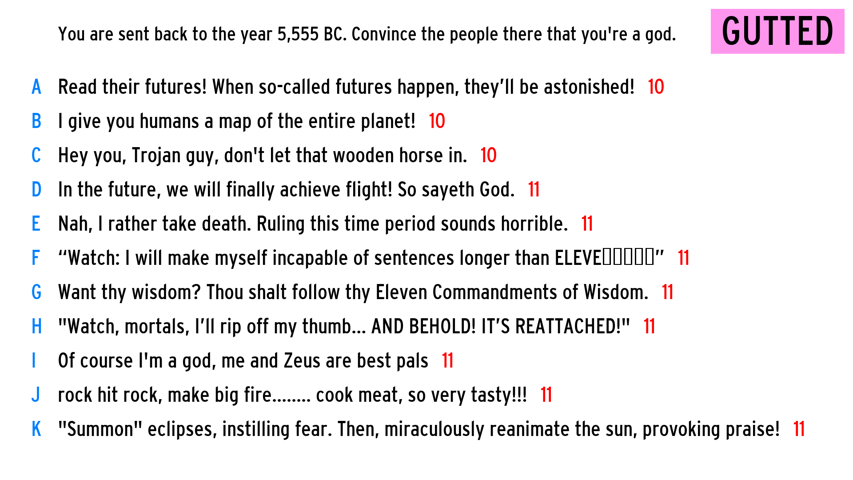 You are sent back to the year 5,555 BC. Convince the people there that you're a god.
GUTTED
A Read their futures! When so-called futures happen, they’ll be astonished! 10
B I give you humans a map of the entire planet! 10
C Hey you, Trojan guy, don't let that wooden horse in. 10
D In the future, we will finally achieve flight! So sayeth God. 11
E Nah, I rather take death. Ruling this time period sounds horrible. 11
F “Watch: I will make myself incapable of sentences longer than ELEVE▯▯▯▯▯” 11
G Want thy wisdom? Thou shalt follow thy Eleven Commandments of Wisdom. 11
H "Watch, mortals, I’ll rip off my thumb... AND BEHOLD! IT’S REATTACHED!" 11
I Of course I'm a god, me and Zeus are best pals 11
J rock hit rock, make big fire........ cook meat, so very tasty!!! 11
K "Summon" eclipses, instilling fear. Then, miraculously reanimate the sun, provoking praise! 11